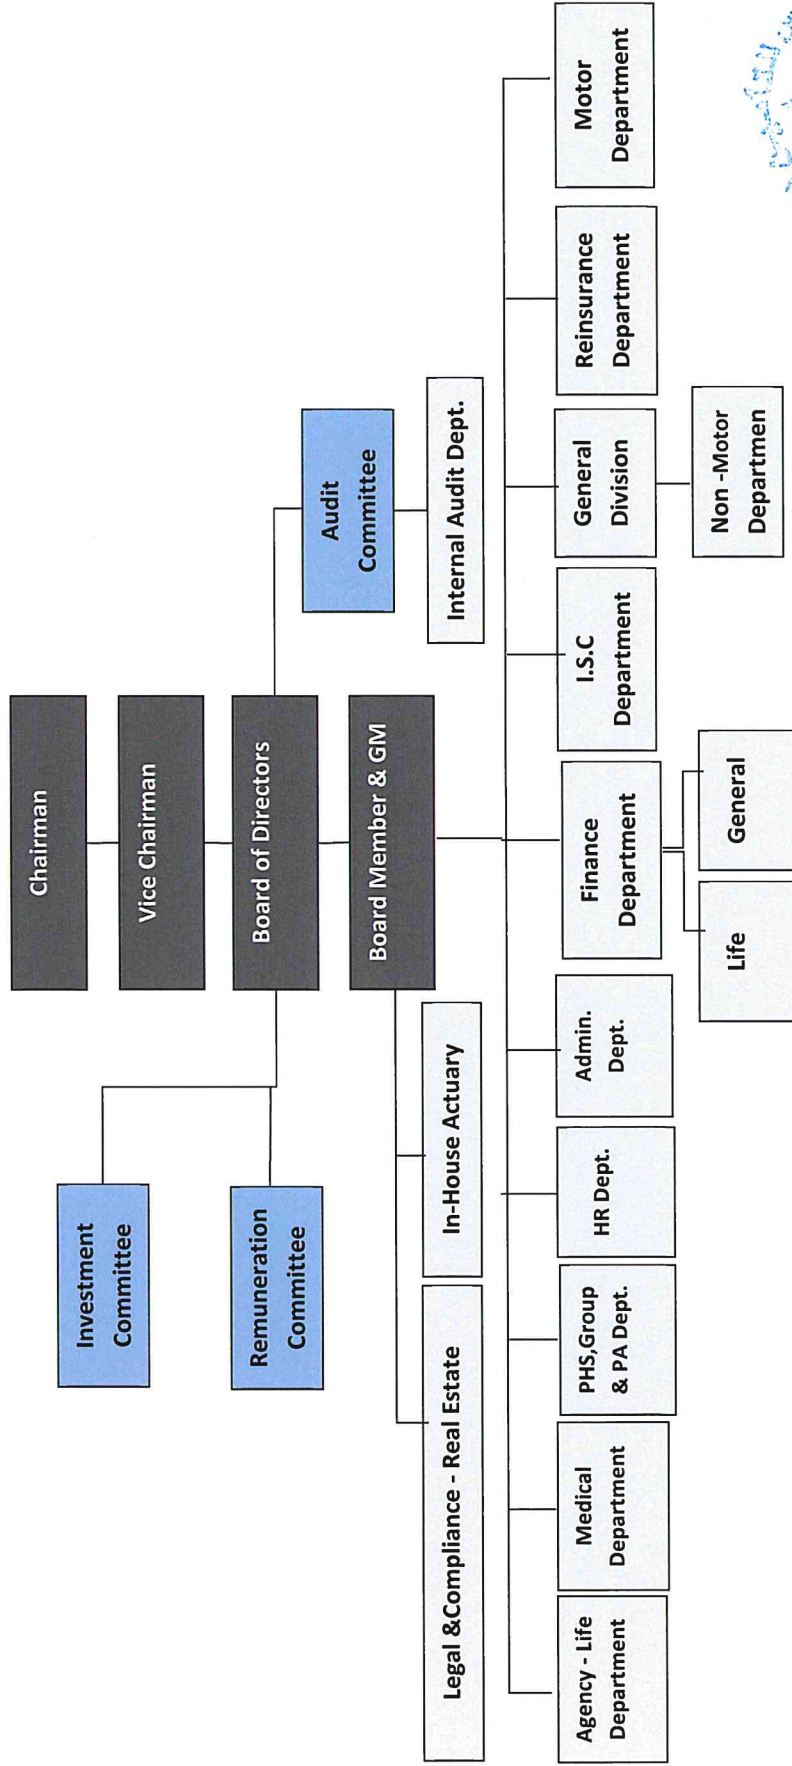 Chairman
Vice Chairman
Board of Directors
Board Member & GM
Investment
Committee
Remuneration
Committee
Audit
Committee
Internal Audit Dept.
Legal &Compliance - Real Estate
In-House Actuary
Agency - Life
Department
Medical
Department
PHS,Group
& PA Dept.
HR Dept.
Admin.
Dept.
Finance
Department
I.S.C
Department
General
Division
Reinsurance
Department
Motor
Department
Life
General
Non -Motor
Departmen